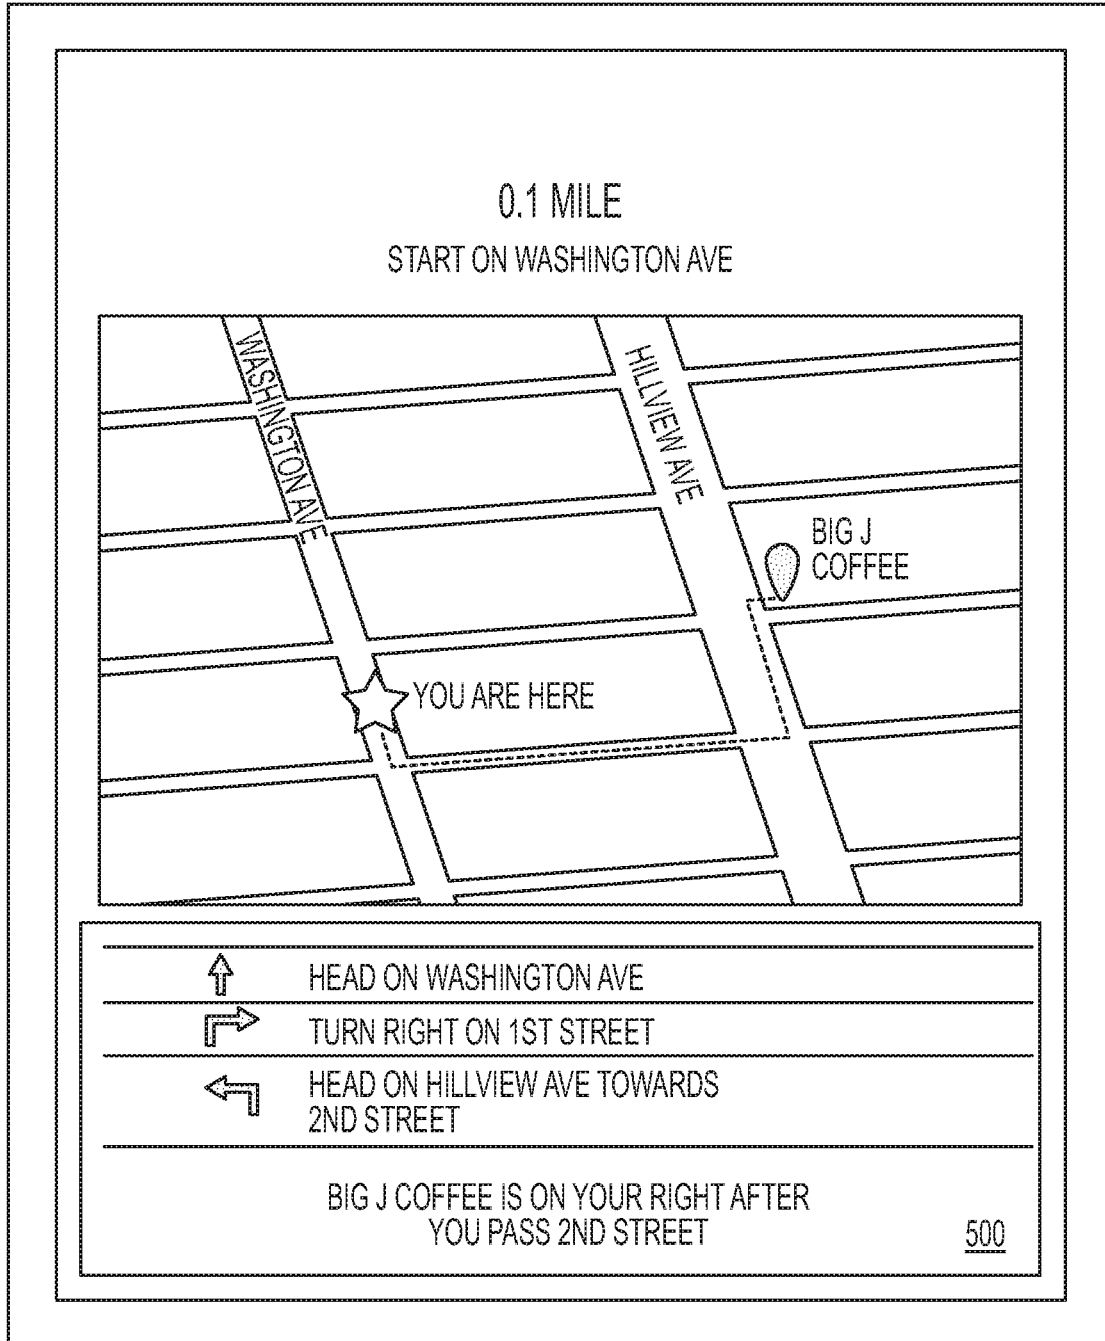 0.1 MILE
START ON WASHINGTON AVE
WASHINGTON AVE
HILLVIEW AVE
BIG J
COFFEE
YOU ARE HERE
HEAD ON WASHINGTON AVE
TURN RIGHT ON 1ST STREET
HEAD ON HILLVIEW AVE TOWARDS
2ND STREET
BIG J COFFEE IS ON YOUR RIGHT AFTER
YOU PASS 2ND STREET
500